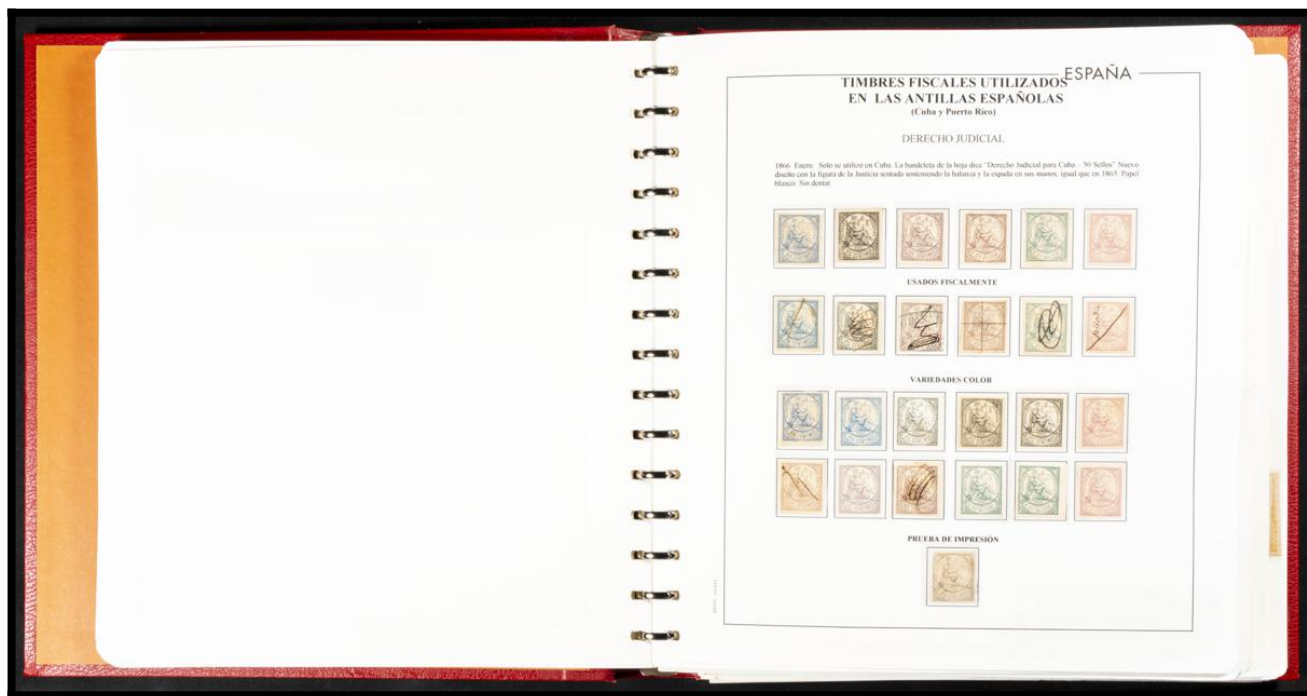 ESPAÑA
TIMBRES FISCALES UTILIZADOS
EN LAS ANTILLAS ESPAÑOLAS
(Cuba y Puerto Rico)
DERECHO JUDICIAL
1866 Enero. Solo se utilizo en Cuba. La bandeleta de la hoja dice "Derecho Judicial para Cuba – 50 Sellos" Nuevo
diseño con la figura de la Justicia sentada sosteniendo la balanza y la espada en sus manos, igual que en 1865 Papel
blanco. Sin dentar
USADOS FISCALMENTE
VARIEDADES COLOR
PRUEBA DE IMPRESIÓN